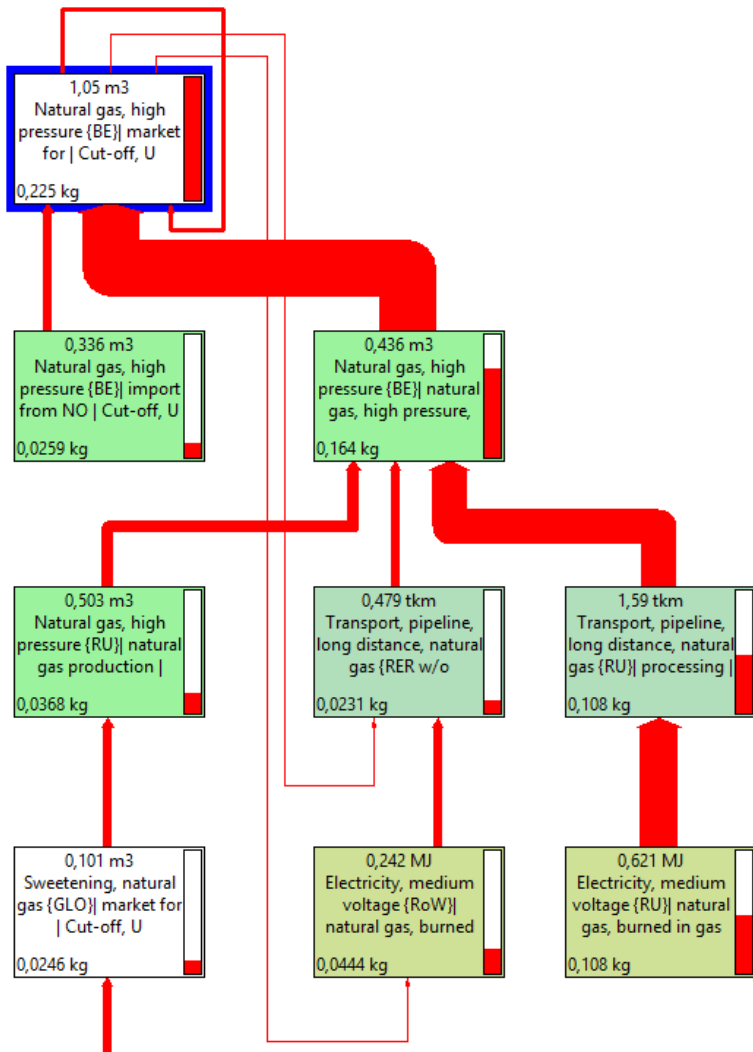 1,05 m3
Natural gas, high
pressure {BE}| market
for | Cut-off, U
0,225 kg
0,336 m3
Natural gas, high
pressure {BE}| import
from NO | Cut-off, U
0,0259 kg
0,436 m3
Natural gas, high
pressure {BE}| natural
gas, high pressure,
0,164 kg
0,503 m3
Natural gas, high
pressure {RU}| natural
gas production |
0,0368 kg
0,479 tkm
Transport, pipeline,
long distance, natural
gas {RER w/o
0,0231 kg
1,59 tkm
Transport, pipeline,
long distance, natural
gas {RU}| processing |
0,108 kg
0,101 m3
Sweetening, natural
gas {GLO}| market for
| Cut-off, U
0,0246 kg
0,242 MJ
Electricity, medium
voltage {RoW}|
natural gas, burned
0,0444 kg
0,621 MJ
Electricity, medium
voltage {RU}| natural
gas, burned in gas
0,108 kg